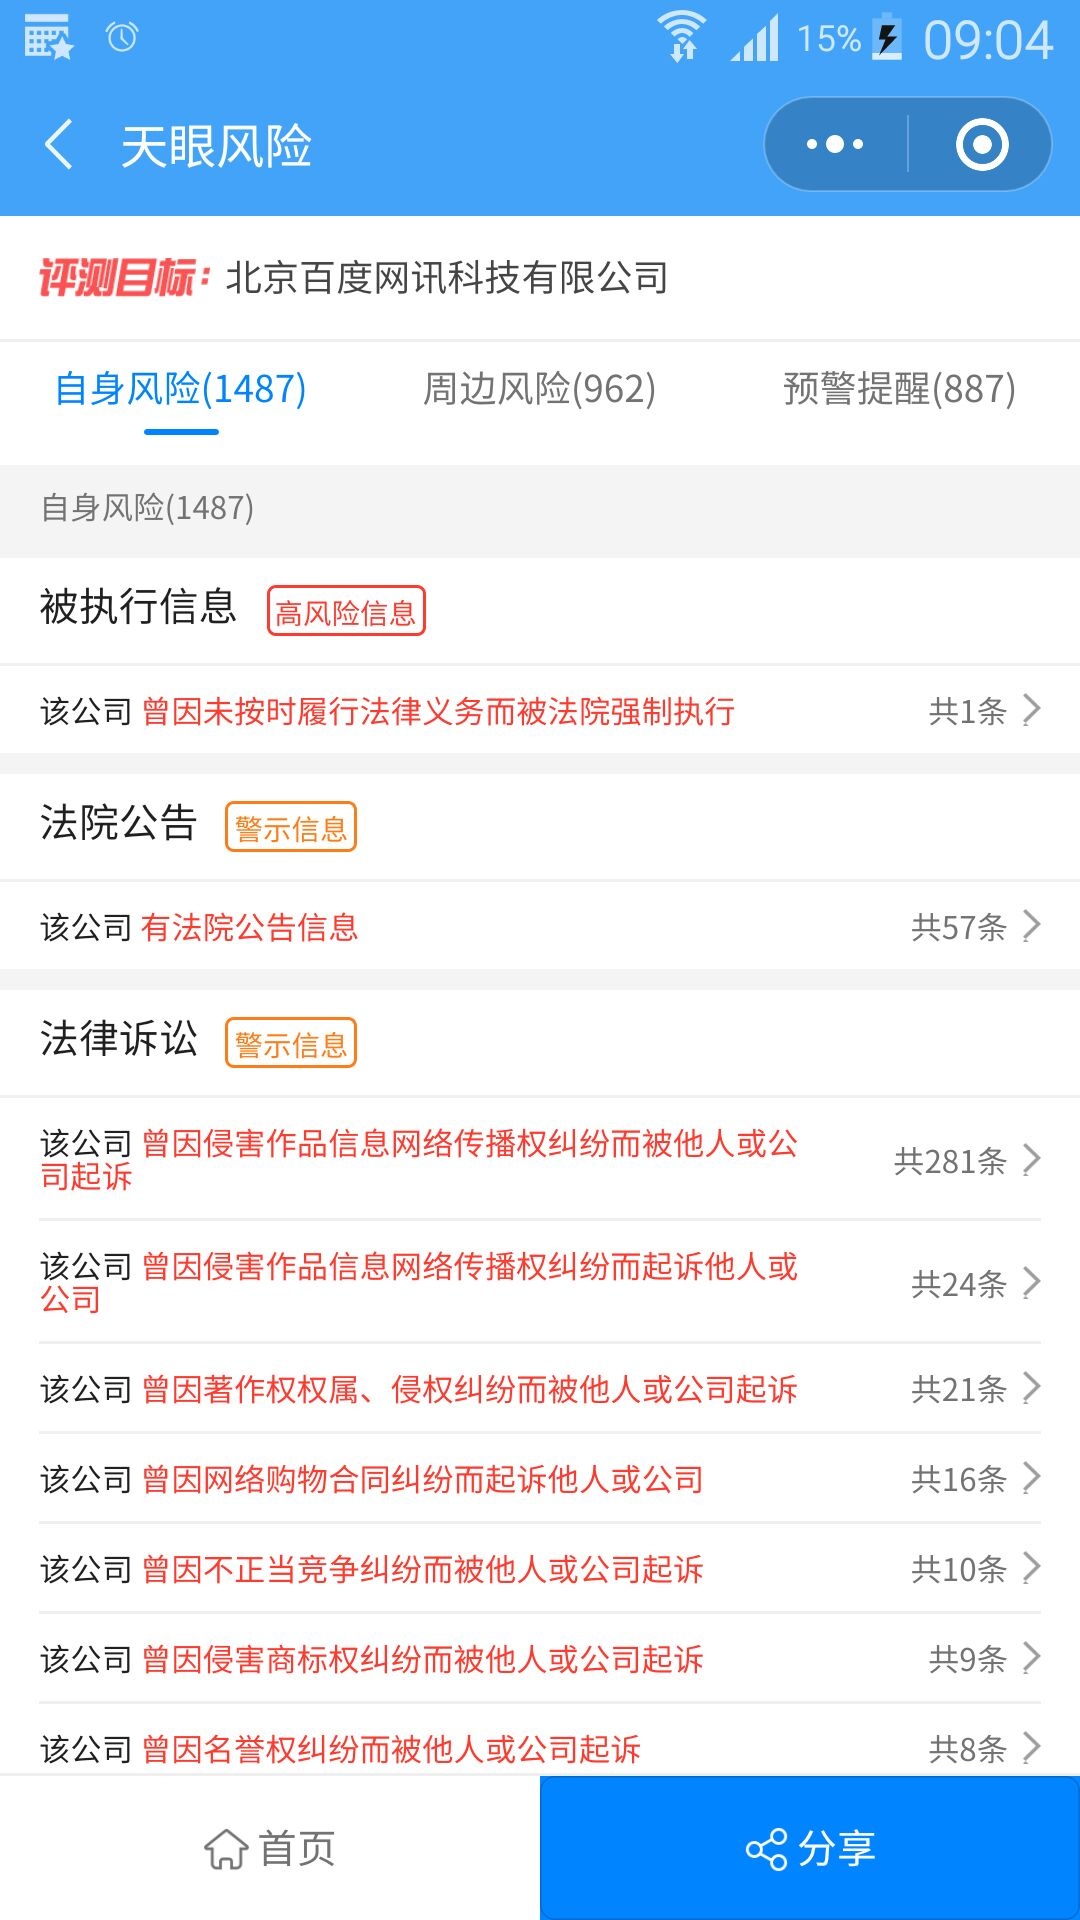 15% 09:04
天眼风险
评测目标：北京百度网讯科技有限公司
自身风险(1487) 周边风险(962) 预警提醒(887)
自身风险(1487)
被执行信息 高风险信息
该公司 曾因未按时履行法律义务而被法院强制执行 共1条
法院公告 警示信息
该公司 有法院公告信息 共57条
法律诉讼 警示信息
该公司 曾因侵害作品信息网络传播权纠纷而被他人或公
司起诉 共281条
该公司 曾因侵害作品信息网络传播权纠纷而起诉他人或
公司 共24条
该公司 曾因著作权权属、侵权纠纷而被他人或公司起诉 共21条
该公司 曾因网络购物合同纠纷而起诉他人或公司 共16条
该公司 曾因不正当竞争纠纷而被他人或公司起诉 共10条
该公司 曾因侵害商标权纠纷而被他人或公司起诉 共9条
该公司 曾因名誉权纠纷而被他人或公司起诉 共8条
首页 分享